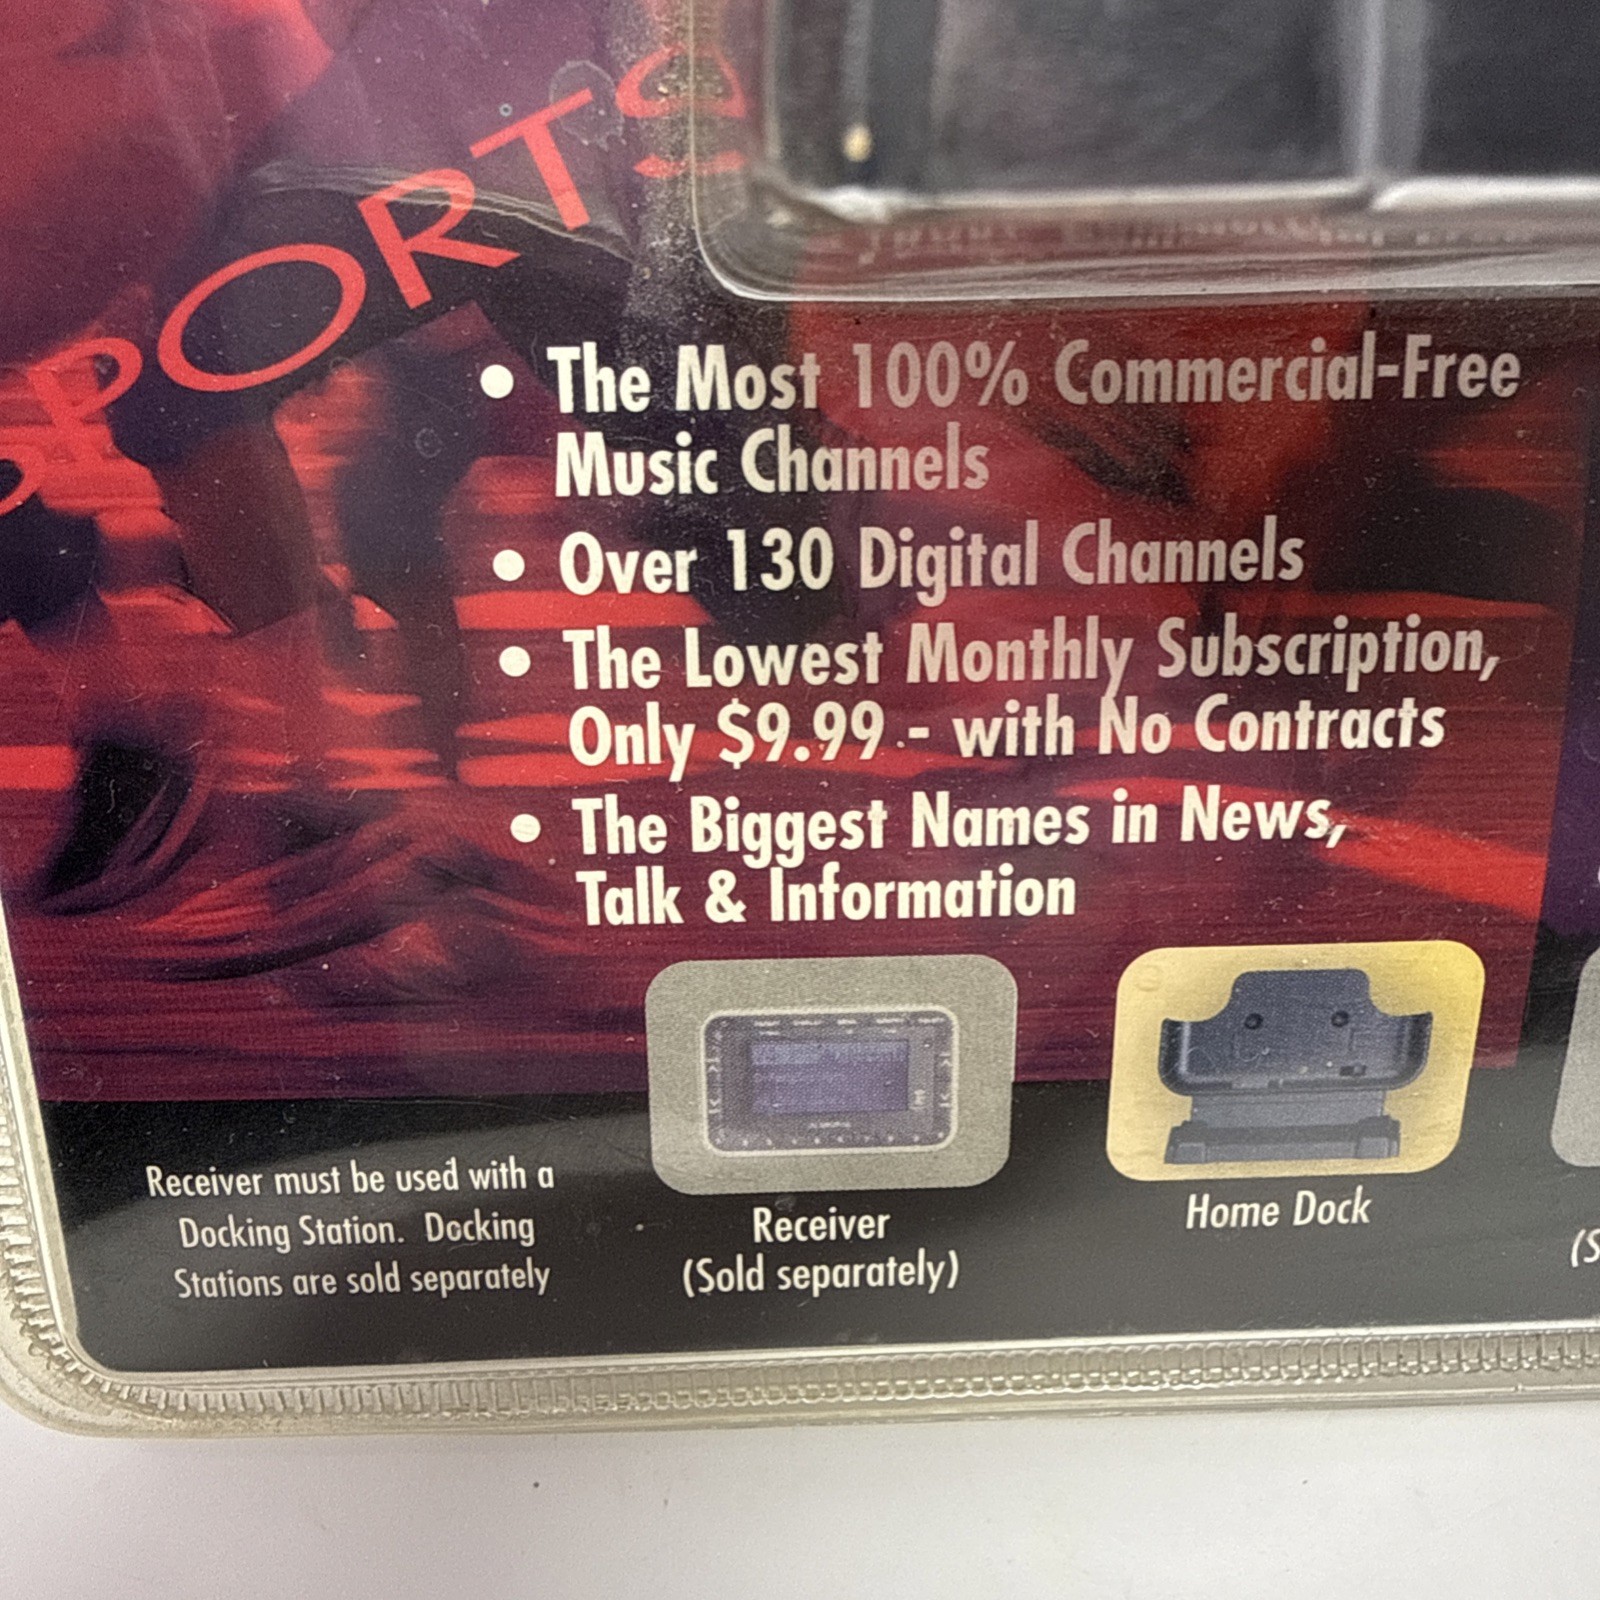 SPORTS
• The Most 100% Commercial-Free
Music Channels
• Over 130 Digital Channels
• The Lowest Monthly Subscription,
Only $9.99 - with No Contracts
• The Biggest Names in News,
Talk & Information
Receiver must be used with a
Docking Station. Docking
Stations are sold separately
Receiver
(Sold separately)
Home Dock
(S